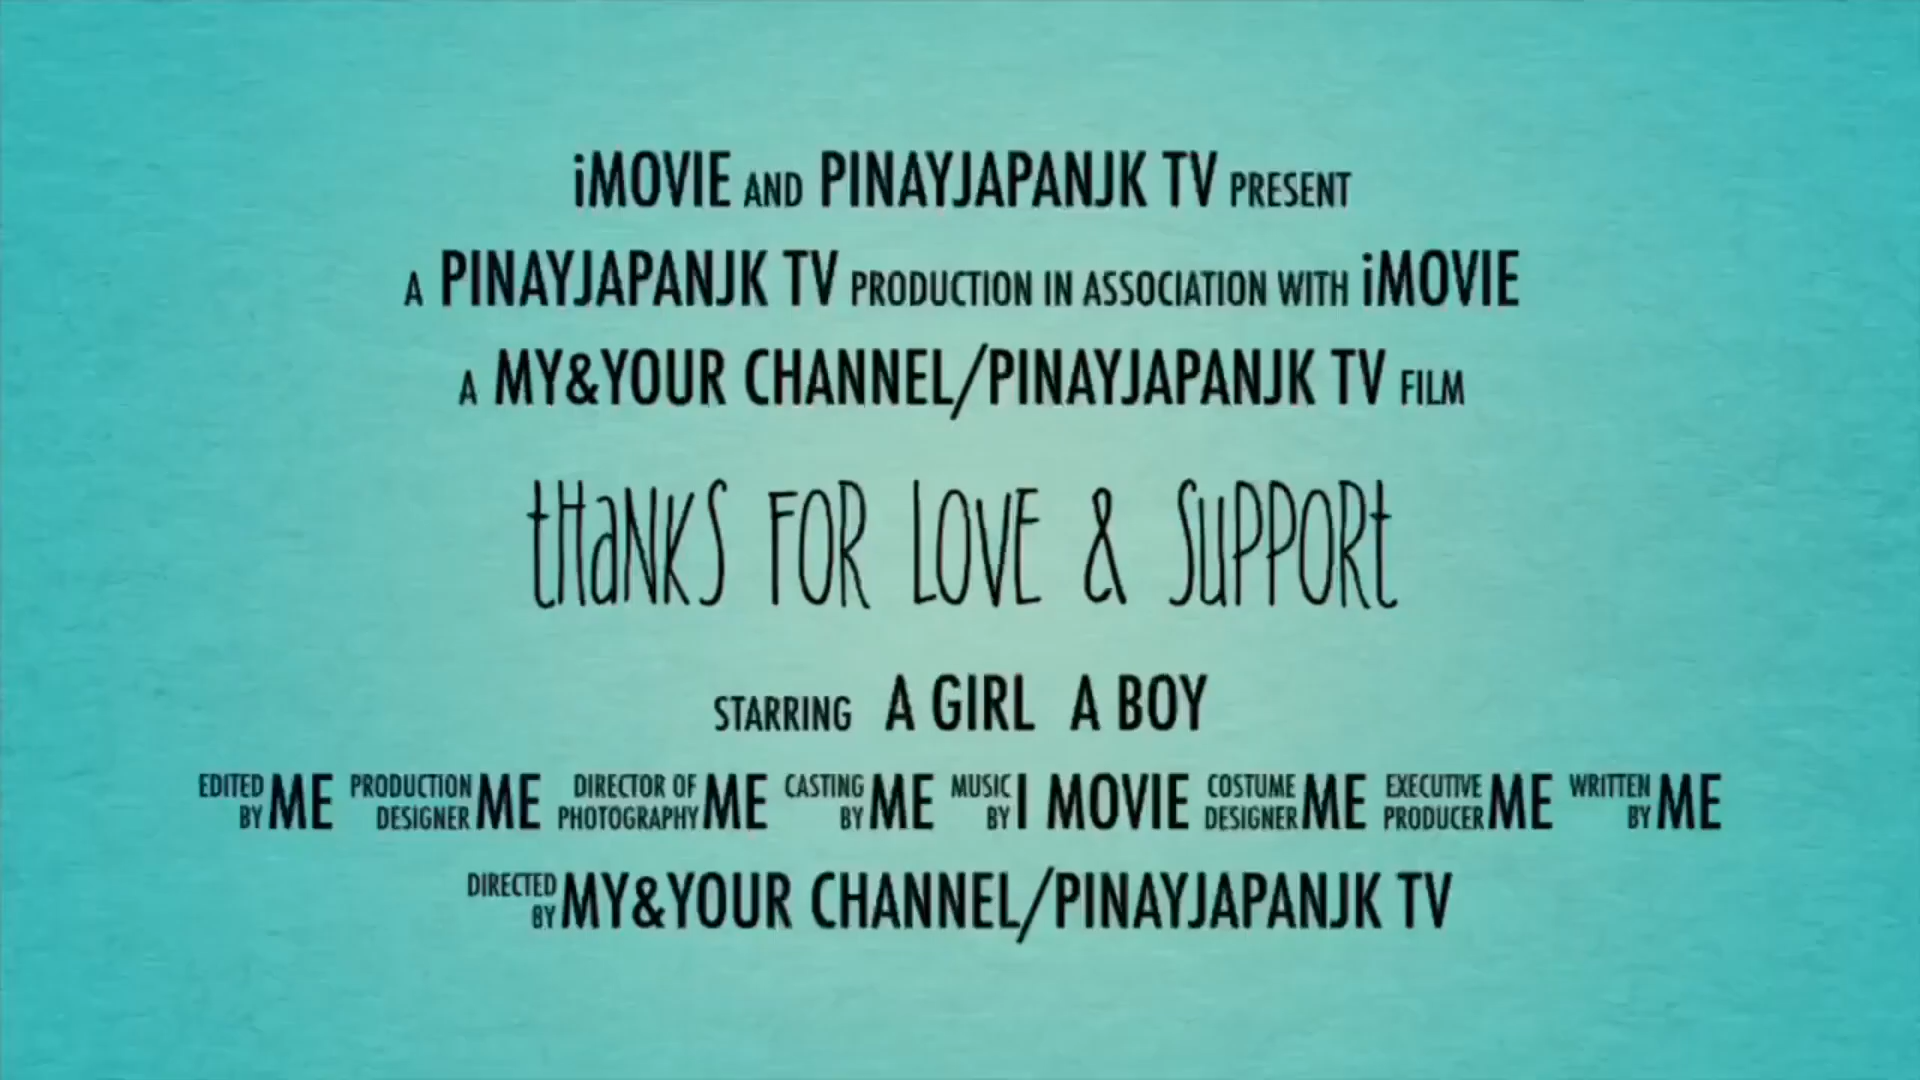 iMOVIE AND PINAYJAPANJK TV PRESENT
A PINAYJAPANJK TV PRODUCTION IN ASSOCIATION WITH iMOVIE
A MY&YOUR CHANNEL/PINAYJAPANJK TV FILM
tHaNKS FOR LOVE & SuPPORt
STARRING A GIRL A BOY
EDITED BY ME PRODUCTION DESIGNER ME DIRECTOR OF PHOTOGRAPHY ME CASTING BY ME MUSIC BY I MOVIE COSTUME DESIGNER ME EXECUTIVE PRODUCER ME WRITTEN BY ME
DIRECTED BY MY&YOUR CHANNEL/PINAYJAPANJK TV